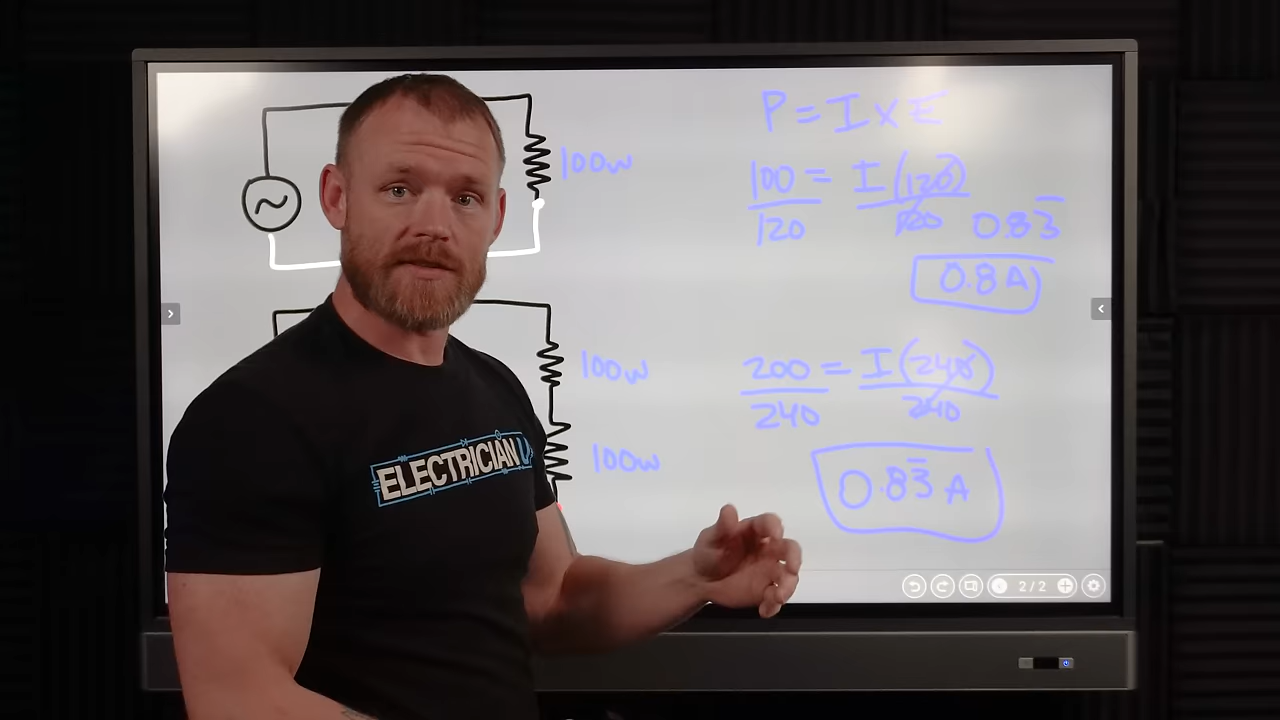 P = I x E
100w
100 = I (120)
120 120
0.83̅
0.8 A
100w
200 = I (240)
240 240
100w
ELECTRICIAN U
0.83̅ A
2/2